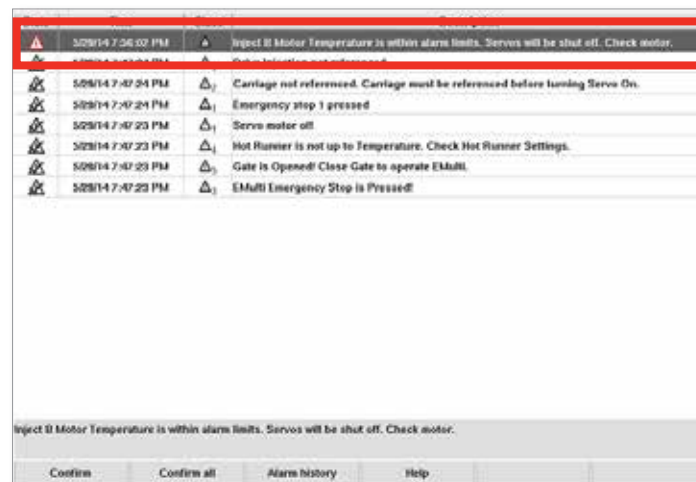 5/29/14 7:56:02 PM Inject B Motor Temperature is within alarm limits. Servos will be shut off. Check motor.
5/29/14 7:47:24 PM Carriage not referenced. Carriage must be referenced before turning Servo On.
5/29/14 7:47:24 PM Emergency stop 1 pressed
5/29/14 7:47:23 PM Servo motor off
5/29/14 7:47:23 PM Hot Runner is not up to Temperature. Check Hot Runner Settings.
5/29/14 7:47:23 PM Gate is Opened! Close Gate to operate EMulti.
5/29/14 7:47:23 PM EMulti Emergency Stop is Pressed!
Inject B Motor Temperature is within alarm limits. Servos will be shut off. Check motor.
Confirm Confirm all Alarm history Help